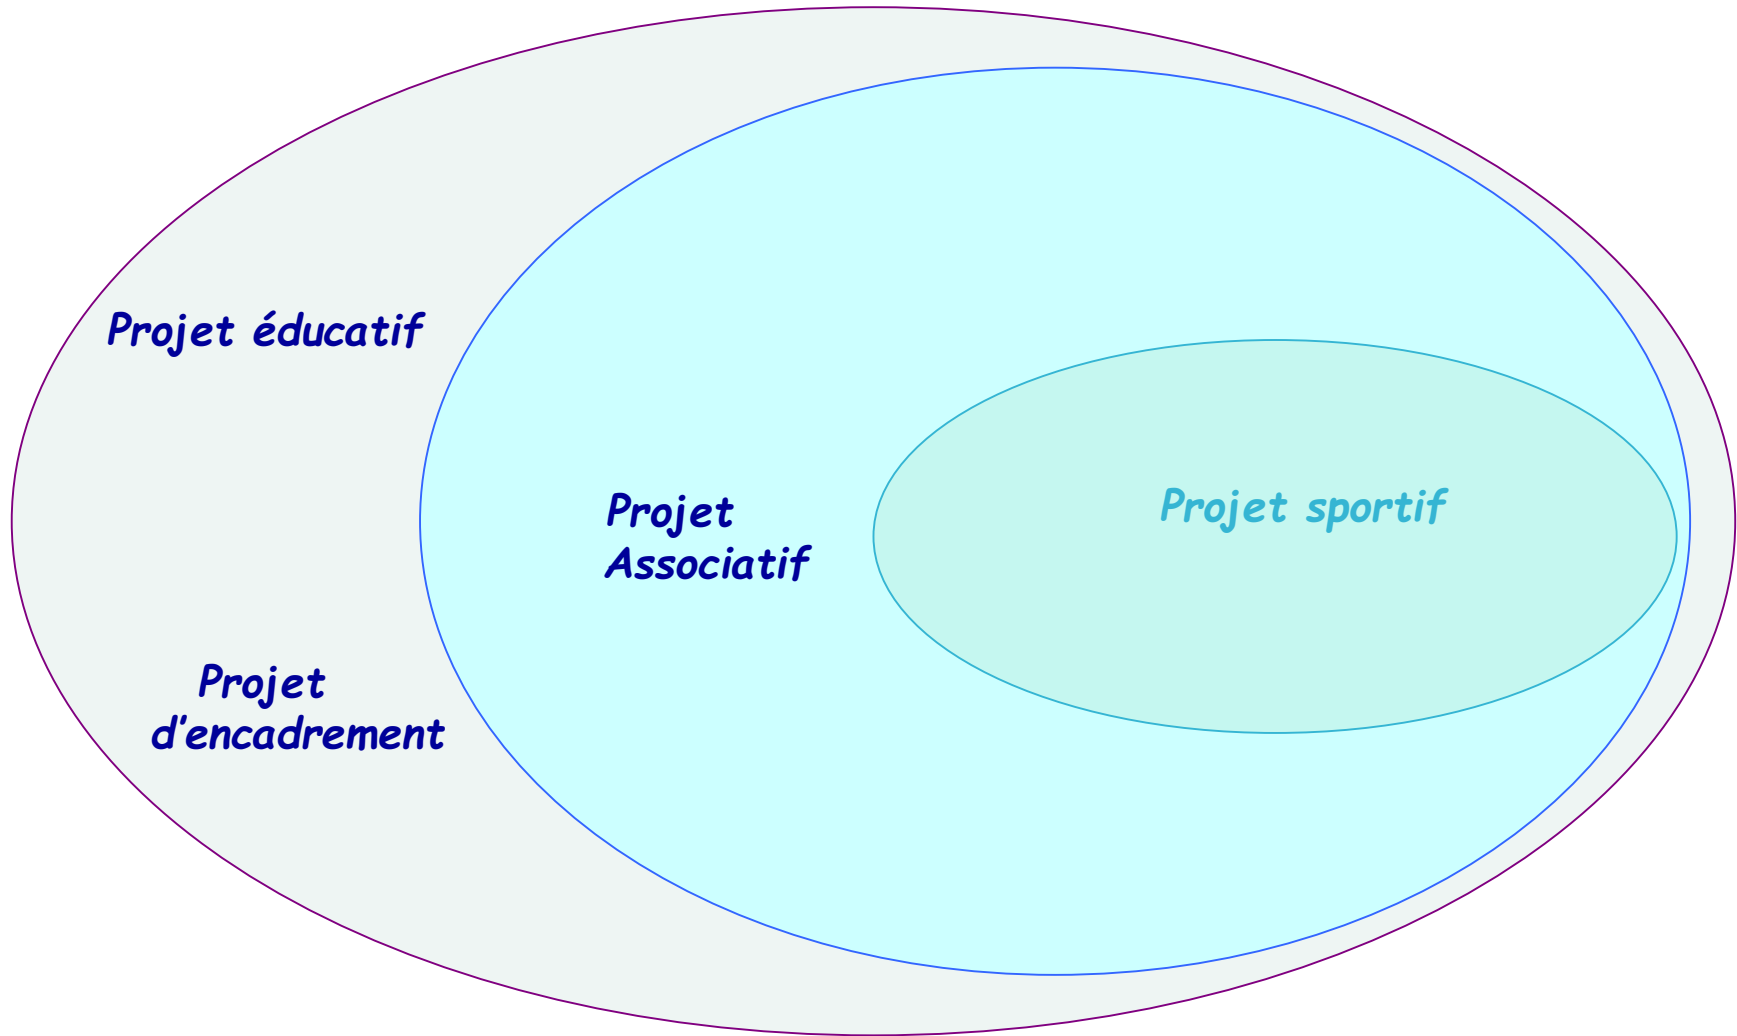 Projet éducatif
Projet
Associatif
Projet sportif
Projet
d’encadrement